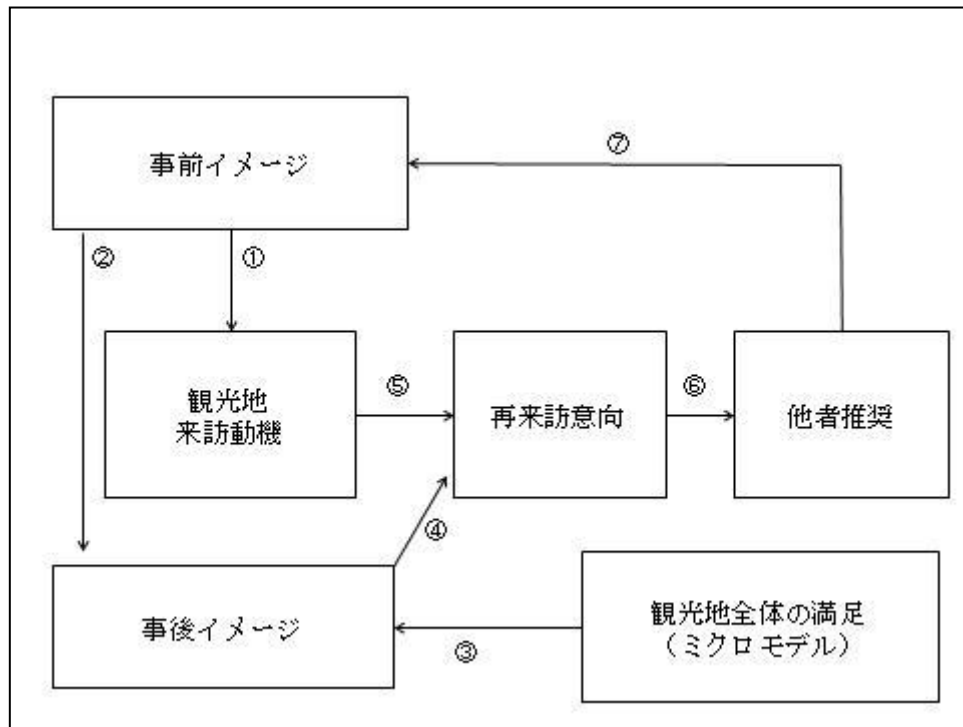 事前イメージ
⑦
②
①
観光地
来訪動機
⑤
再来訪意向
⑥
他者推奨
④
事後イメージ
③
観光地全体の満足
（ミクロモデル）